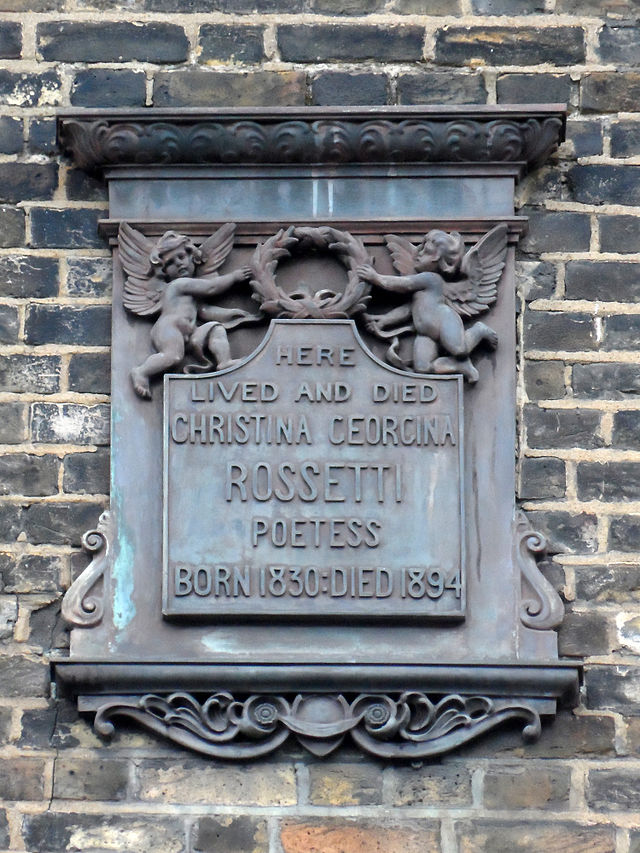 HERE
LIVED AND DIED
CHRISTINA GEORGINA
ROSSETTI
POETESS
BORN 1830:DIED 1894